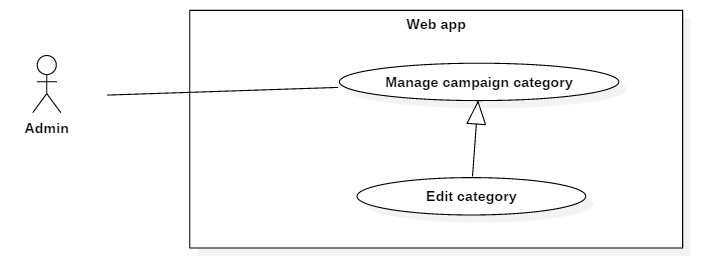 Web app
Manage campaign category
Admin
Edit category